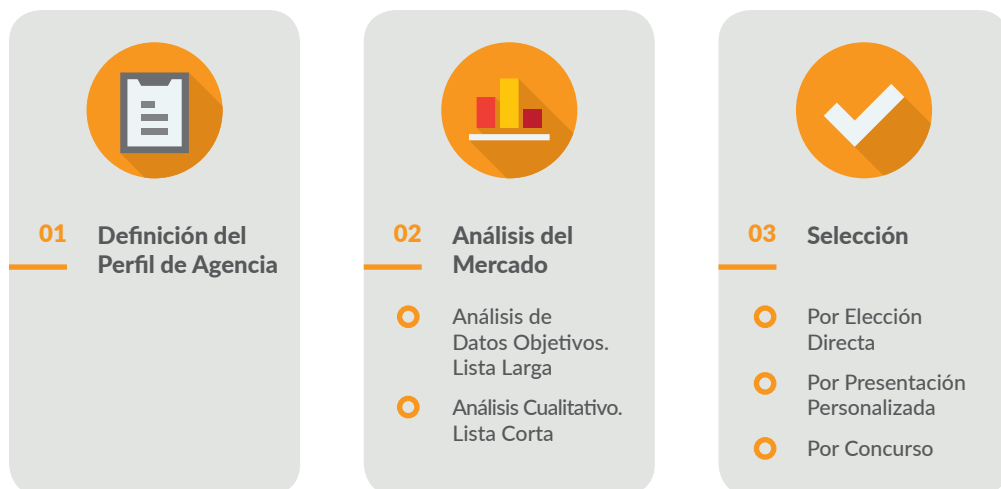 01
Definición del
Perfil de Agencia
02
Análisis del
Mercado
Análisis de
Datos Objetivos.
Lista Larga
Análisis Cualitativo.
Lista Corta
03
Selección
Por Elección
Directa
Por Presentación
Personalizada
Por Concurso